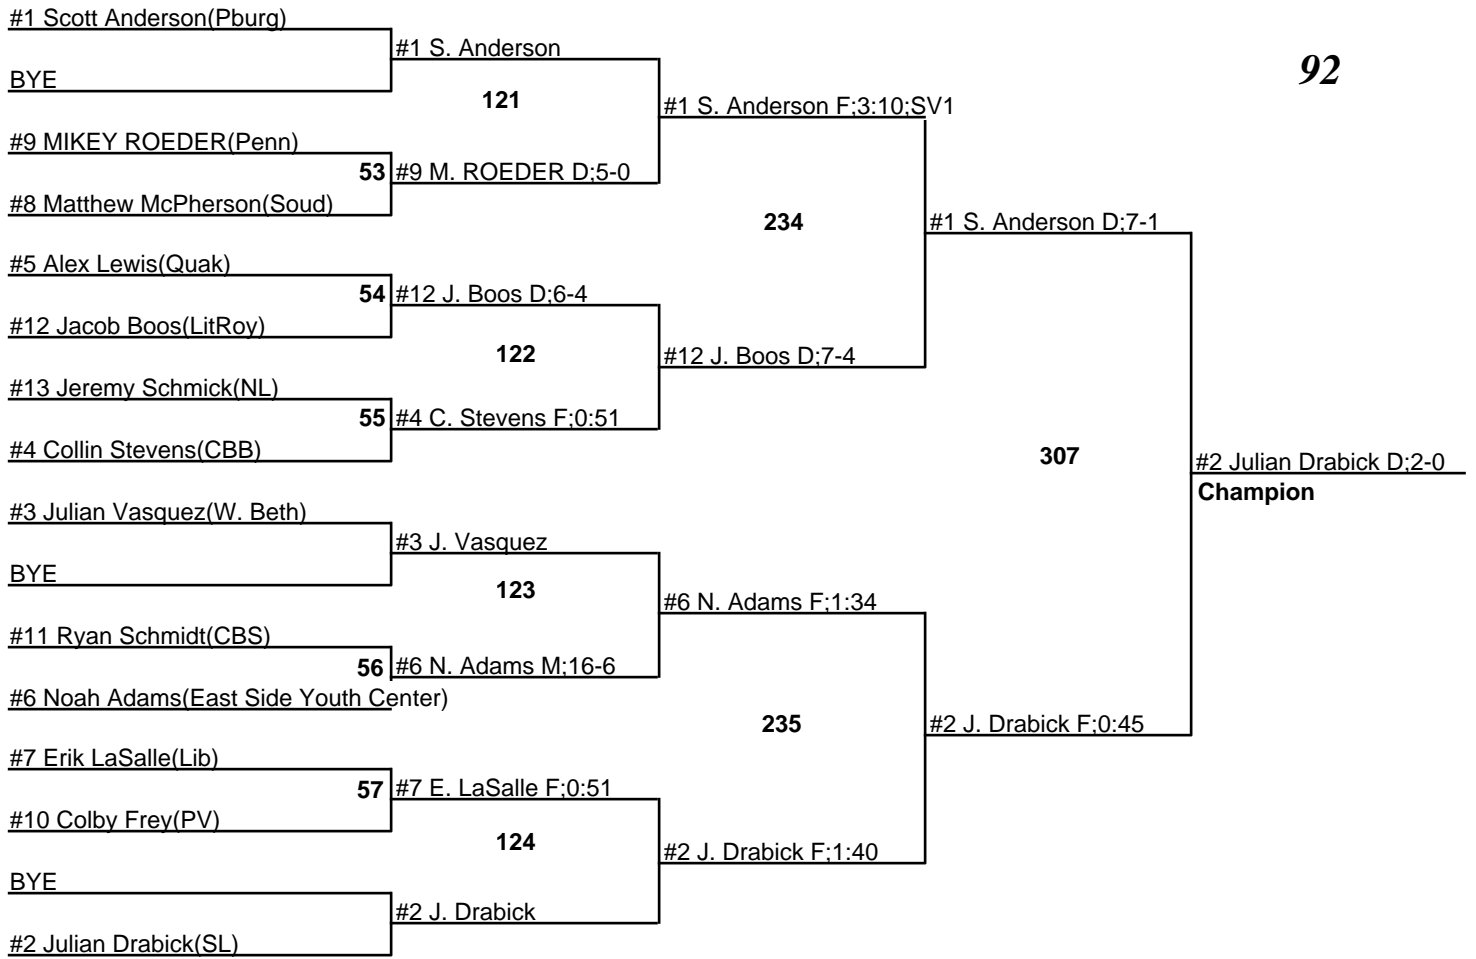 #1 Scott Anderson(Pburg)
#1 S. Anderson
92
BYE
121
#1 S. Anderson F;3:10;SV1
#9 MIKEY ROEDER(Penn)
53 #9 M. ROEDER D;5-0
#8 Matthew McPherson(Soud)
234
#1 S. Anderson D;7-1
#5 Alex Lewis(Quak)
54 #12 J. Boos D;6-4
#12 Jacob Boos(LitRoy)
122
#12 J. Boos D;7-4
#13 Jeremy Schmick(NL)
55 #4 C. Stevens F;0:51
#4 Collin Stevens(CBB)
307
#2 Julian Drabick D;2-0
Champion
#3 Julian Vasquez(W. Beth)
#3 J. Vasquez
BYE
123
#6 N. Adams F;1:34
#11 Ryan Schmidt(CBS)
56 #6 N. Adams M;16-6
#6 Noah Adams(East Side Youth Center)
235
#2 J. Drabick F;0:45
#7 Erik LaSalle(Lib)
57 #7 E. LaSalle F;0:51
#10 Colby Frey(PV)
124
#2 J. Drabick F;1:40
BYE
#2 J. Drabick
#2 Julian Drabick(SL)